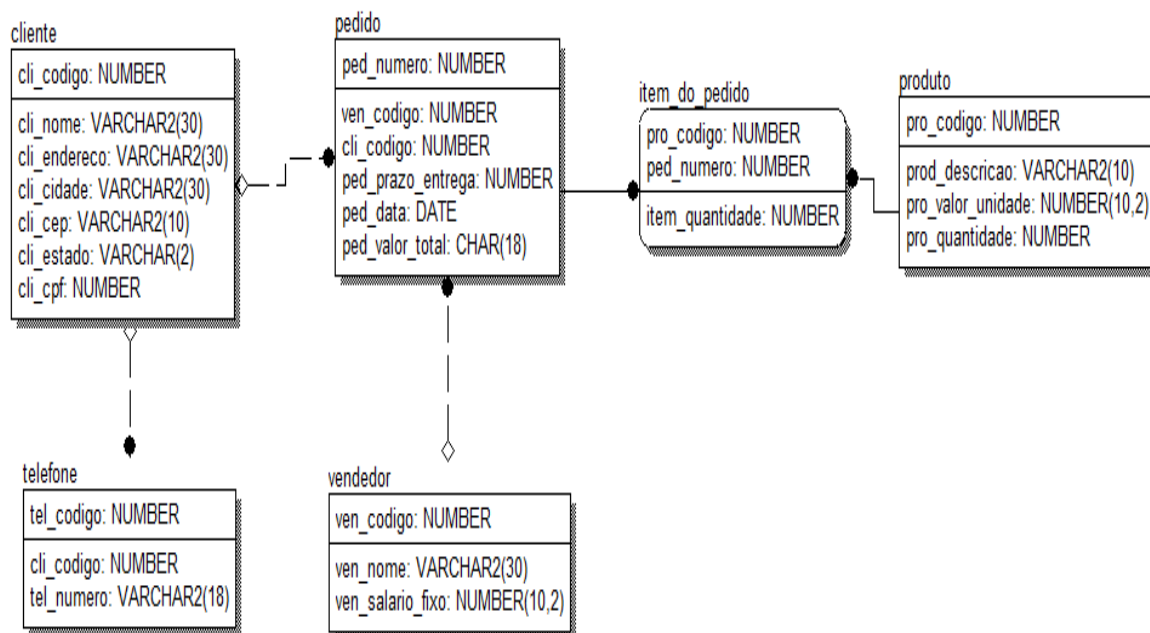 cliente
cli_codigo: NUMBER
cli_nome: VARCHAR2(30)
cli_endereco: VARCHAR2(30)
cli_cidade: VARCHAR2(30)
cli_cep: VARCHAR2(10)
cli_estado: VARCHAR(2)
cli_cpf: NUMBER
pedido
ped_numero: NUMBER
ven_codigo: NUMBER
cli_codigo: NUMBER
ped_prazo_entrega: NUMBER
ped_data: DATE
ped_valor_total: CHAR(18)
item_do_pedido
pro_codigo: NUMBER
ped_numero: NUMBER
item_quantidade: NUMBER
produto
pro_codigo: NUMBER
prod_descricao: VARCHAR2(10)
pro_valor_unidade: NUMBER(10,2)
pro_quantidade: NUMBER
telefone
tel_codigo: NUMBER
cli_codigo: NUMBER
tel_numero: VARCHAR2(18)
vendedor
ven_codigo: NUMBER
ven_nome: VARCHAR2(30)
ven_salario_fixo: NUMBER(10,2)